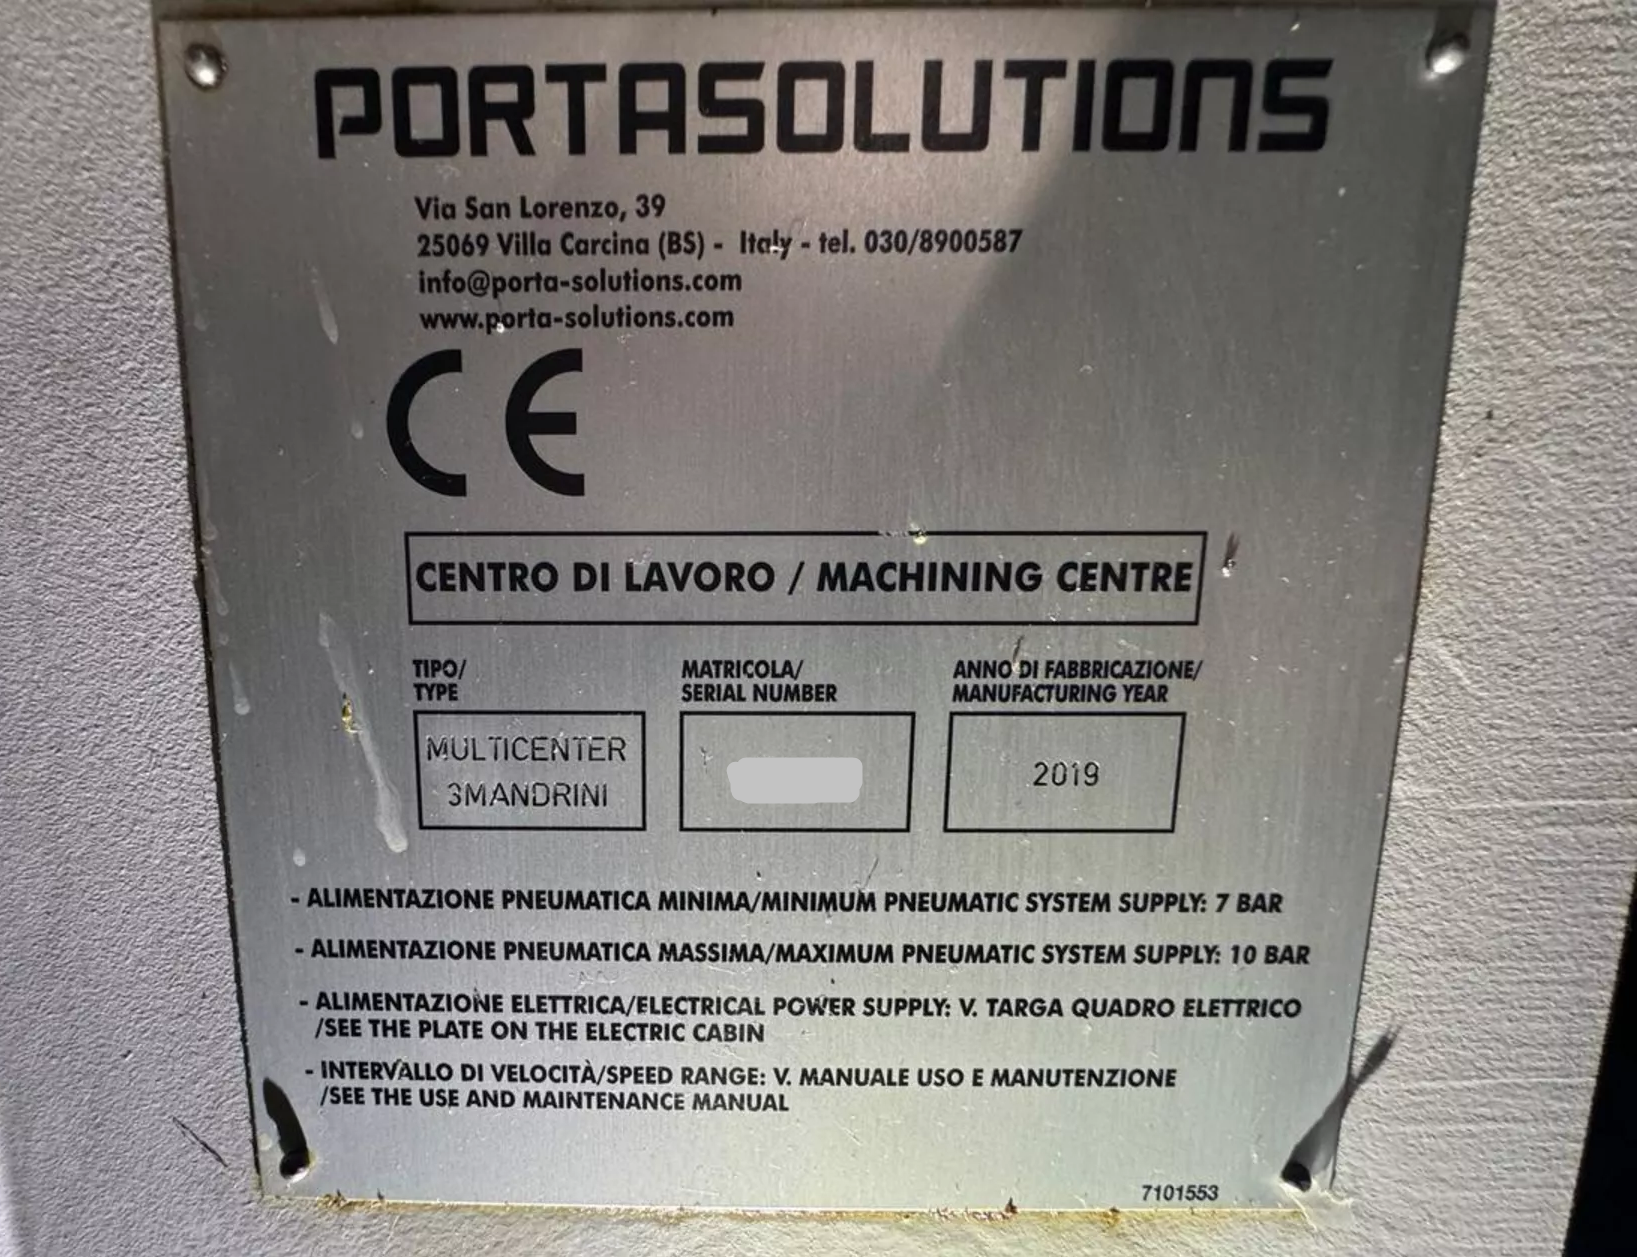 PORTASOLUTIONS
Via San Lorenzo, 39
25069 Villa Carcina (BS) - Italy - tel. 030/8900587
info@porta-solutions.com
www.porta-solutions.com
CE
CENTRO DI LAVORO / MACHINING CENTRE
TIPO/
TYPE
MULTICENTER
3MANDRINI
MATRICOLA/
SERIAL NUMBER
ANNO DI FABBRICAZIONE/
MANUFACTURING YEAR
2019
- ALIMENTAZIONE PNEUMATICA MINIMA/MINIMUM PNEUMATIC SYSTEM SUPPLY: 7 BAR
- ALIMENTAZIONE PNEUMATICA MASSIMA/MAXIMUM PNEUMATIC SYSTEM SUPPLY: 10 BAR
- ALIMENTAZIONE ELETTRICA/ELECTRICAL POWER SUPPLY: V. TARGA QUADRO ELETTRICO
/SEE THE PLATE ON THE ELECTRIC CABIN
- INTERVALLO DI VELOCITÀ/SPEED RANGE: V. MANUALE USO E MANUTENZIONE
/SEE THE USE AND MAINTENANCE MANUAL
7101553